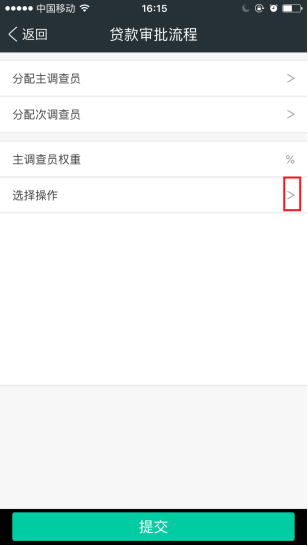 中国移动 16:15
返回 贷款审批流程
分配主调查员
分配次调查员
主调查员权重 %
选择操作
提交